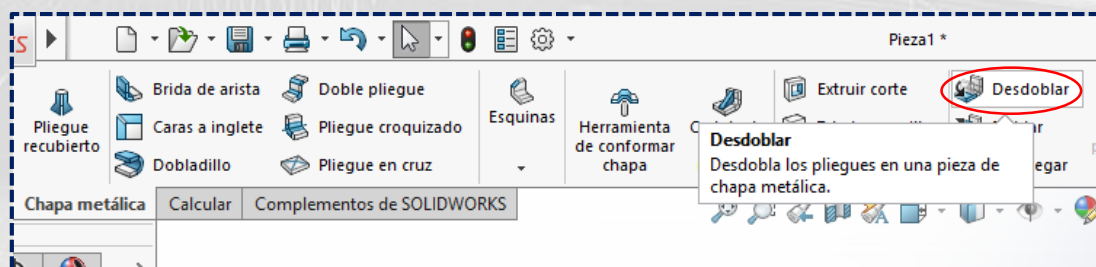 Pieza1 *
Brida de arista
Doble pliegue
Extruir corte
Desdoblar
Pliegue recubierto
Caras a inglete
Pliegue croquizado
Esquinas
Herramienta de conformar chapa
Dobladillo
Pliegue en cruz
Desdoblar
Desdobla los pliegues en una pieza de
chapa metálica.
egar
Chapa metálica
Calcular
Complementos de SOLIDWORKS